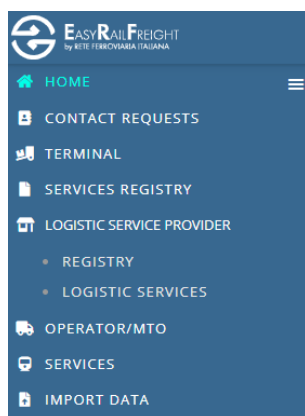 EASYRAILFREIGHT
by RETE FERROVIARIA ITALIANA
HOME
CONTACT REQUESTS
TERMINAL
SERVICES REGISTRY
LOGISTIC SERVICE PROVIDER
REGISTRY
LOGISTIC SERVICES
OPERATOR/MTO
SERVICES
IMPORT DATA